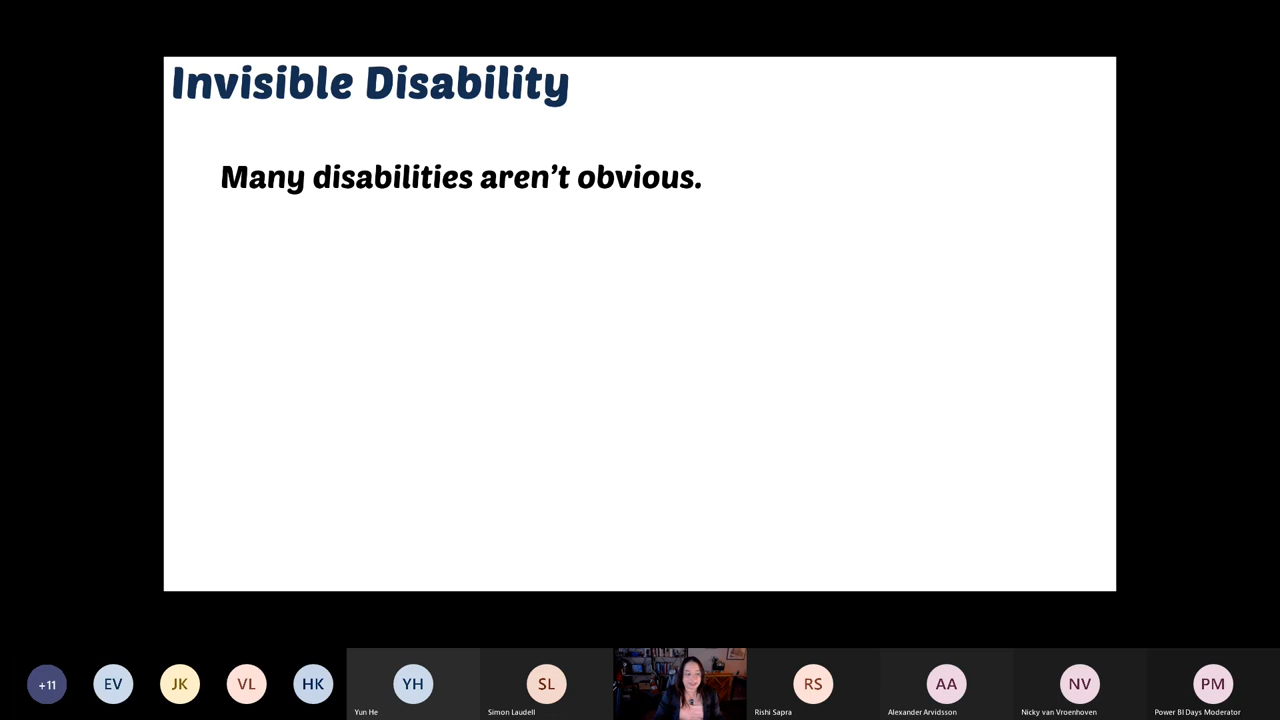 Invisible Disability
Many disabilities aren’t obvious.
+11
EV
JK
VL
HK
YH
SL
RS
AA
NV
PM
Yun He
Simon Laudell
Rishi Sapra
Alexander Arvidsson
Nicky van Vroenhoven
Power BI Days Moderator